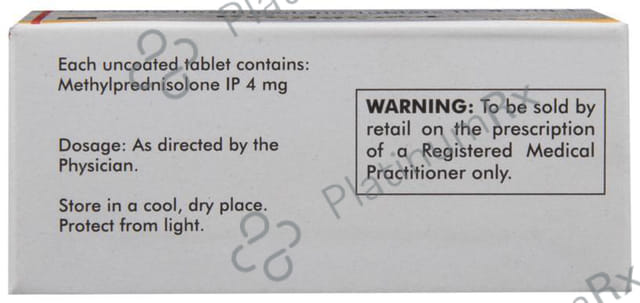 Each uncoated tablet contains:
Methylprednisolone IP 4 mg
Dosage: As directed by the
Physician.
Store in a cool, dry place.
Protect from light.
WARNING: To be sold by
retail on the prescription
of a Registered Medical
Practitioner only.
PlatinumRx